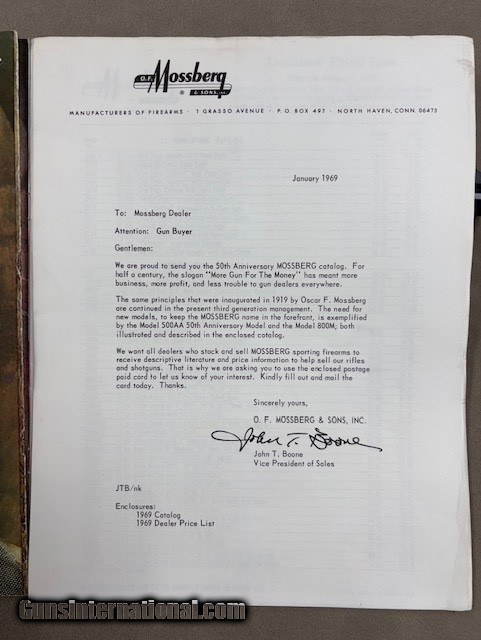 O.F. Mossberg
® & SONS, INC.
MANUFACTURERS OF FIREARMS · 7 GRASSO AVENUE · P. O. BOX 497 · NORTH HAVEN, CONN. 06473
January 1969
To: Mossberg Dealer
Attention: Gun Buyer
Gentlemen:
We are proud to send you the 50th Anniversary MOSSBERG catalog. For
half a century, the slogan "More Gun For The Money" has meant more
business, more profit, and less trouble to gun dealers everywhere.
The same principles that were inaugurated in 1919 by Oscar F. Mossberg
are continued in the present third generation management. The need for
new models, to keep the MOSSBERG name in the forefront, is exemplified
by the Model 500AA 50th Anniversary Model and the Model 800M; both
illustrated and described in the enclosed catalog.
We want all dealers who stock and sell MOSSBERG sporting firearms to
receive descriptive literature and price information to help sell our rifles
and shotguns. That is why we are asking you to use the enclosed postage
paid card to let us know of your interest. Kindly fill out and mail the
card today. Thanks.
Sincerely yours,
O. F. MOSSBERG & SONS, INC.
John T. Boone
John T. Boone
Vice President of Sales
JTB/nk
Enclosures:
1969 Catalog
1969 Dealer Price List
GunsInternational.com